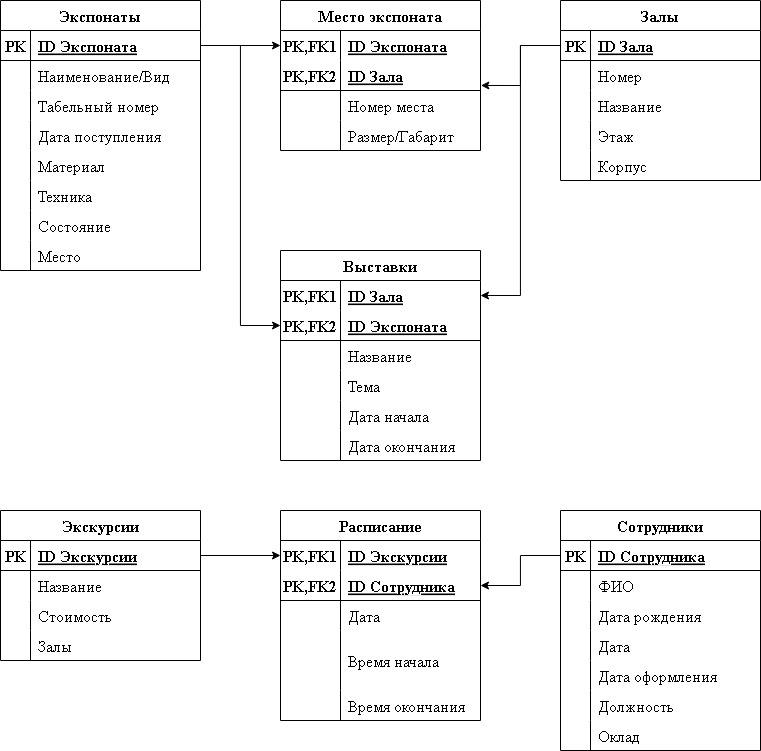 Экспонаты
PK ID Экспоната
Наименование/Вид
Табельный номер
Дата поступления
Материал
Техника
Состояние
Место
Место экспоната
PK,FK1 ID Экспоната
PK,FK2 ID Зала
Номер места
Размер/Габарит
Залы
PK ID Зала
Номер
Название
Этаж
Корпус
Выставки
PK,FK1 ID Зала
PK,FK2 ID Экспоната
Название
Тема
Дата начала
Дата окончания
Экскурсии
PK ID Экскурсии
Название
Стоимость
Залы
Расписание
PK,FK1 ID Экскурсии
PK,FK2 ID Сотрудника
Дата
Время начала
Время окончания
Сотрудники
PK ID Сотрудника
ФИО
Дата рождения
Дата
Дата оформления
Должность
Оклад